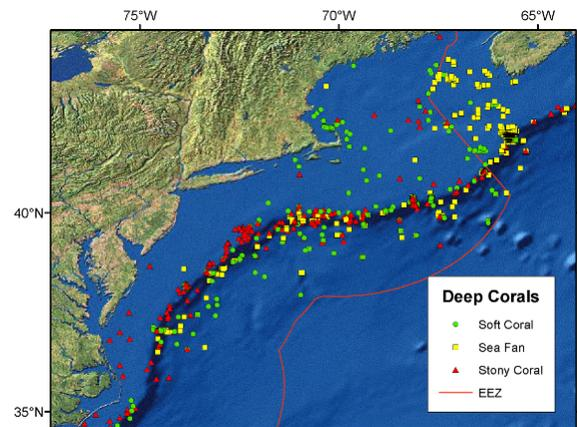 75°W 70°W 65°W
40°N
Deep Corals
Soft Coral
Sea Fan
Stony Coral
EEZ
35°N